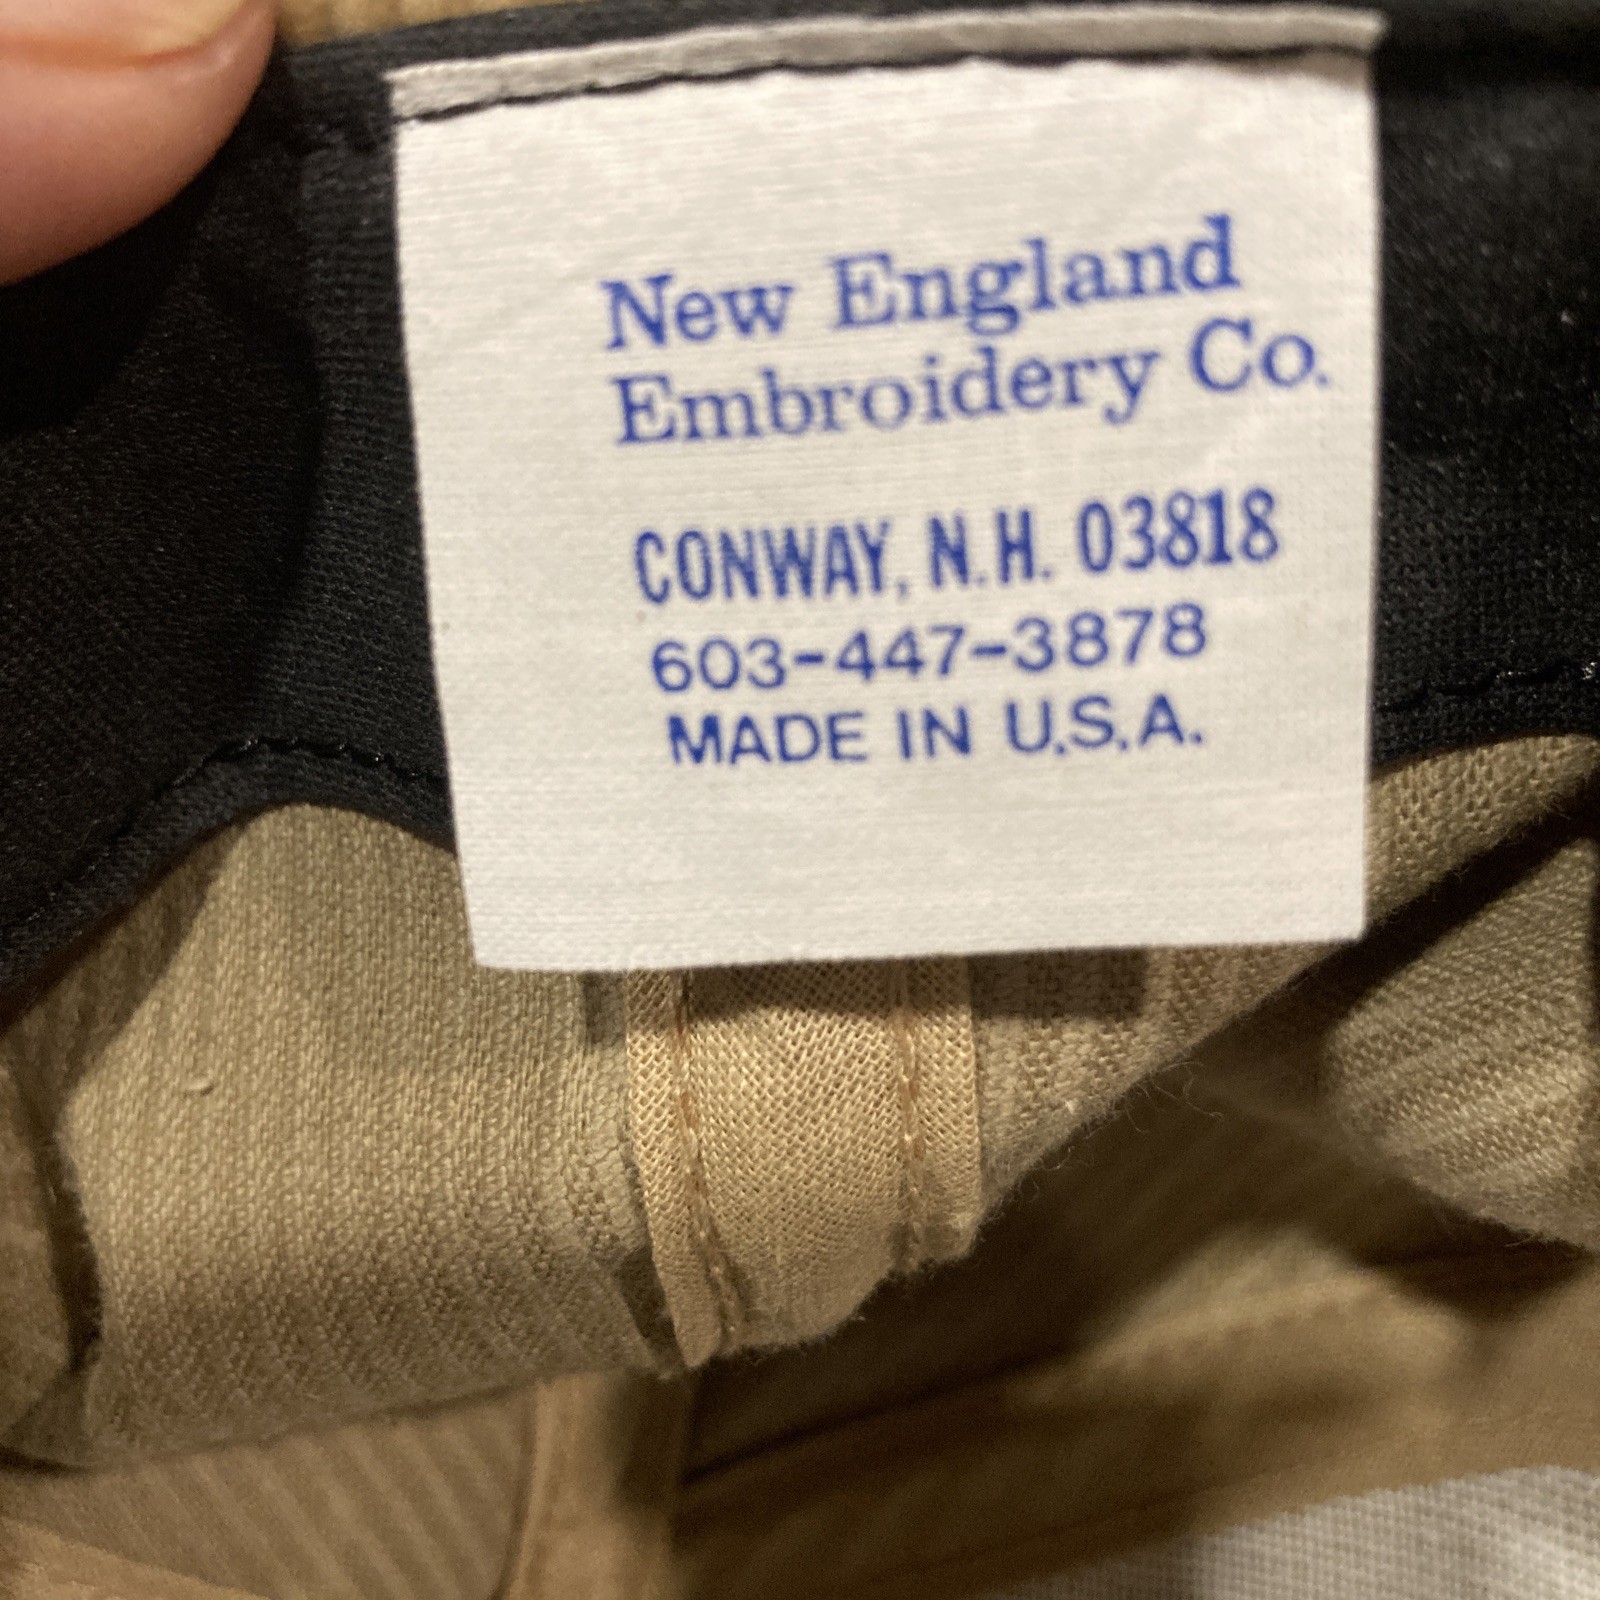 New England
Embroidery Co.
CONWAY, N.H. 03818
603-447-3878
MADE IN U.S.A.